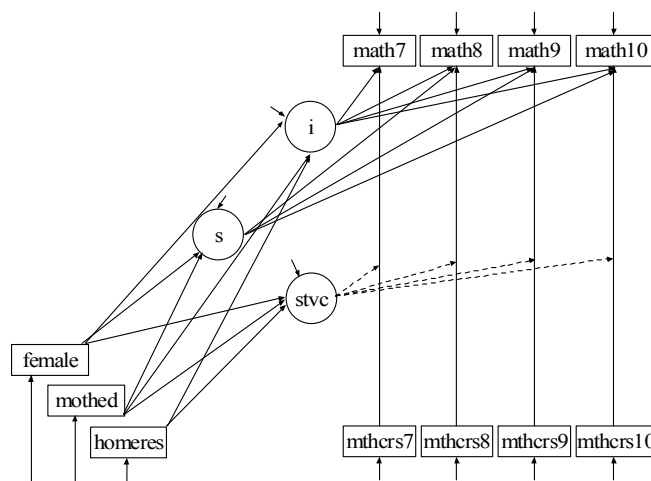 math7 math8 math9 math10
i
s
stvc
female
mothed
homeres
mthcrs7 mthcrs8 mthcrs9 mthcrs10